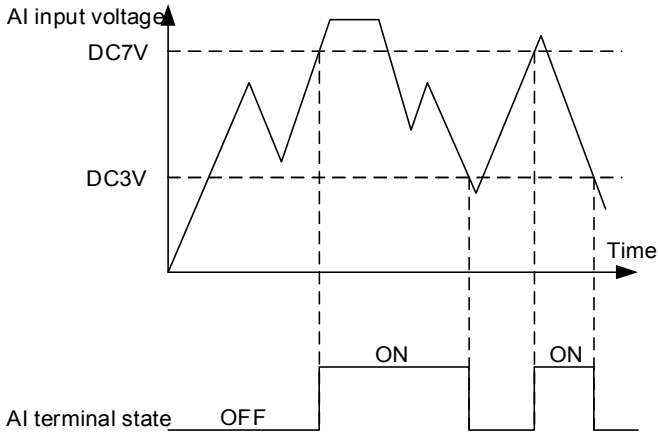 AI input voltage
DC7V
DC3V
Time
ON
ON
AI terminal state
OFF